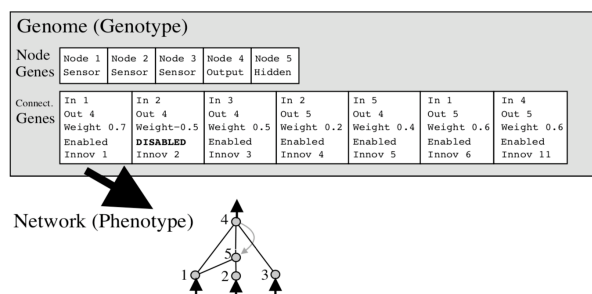 Genome (Genotype)
Node Genes
Node 1 Node 2 Node 3 Node 4 Node 5
Sensor Sensor Sensor Output Hidden
Connect. Genes
In 1 In 2 In 3 In 2 In 5 In 1 In 4
Out 4 Out 4 Out 4 Out 5 Out 4 Out 5 Out 5
Weight 0.7 Weight-0.5 Weight 0.5 Weight 0.2 Weight 0.4 Weight 0.6 Weight 0.6
Enabled DISABLED Enabled Enabled Enabled Enabled Enabled
Innov 1 Innov 2 Innov 3 Innov 4 Innov 5 Innov 6 Innov 11
Network (Phenotype)
4
5
1 2 3